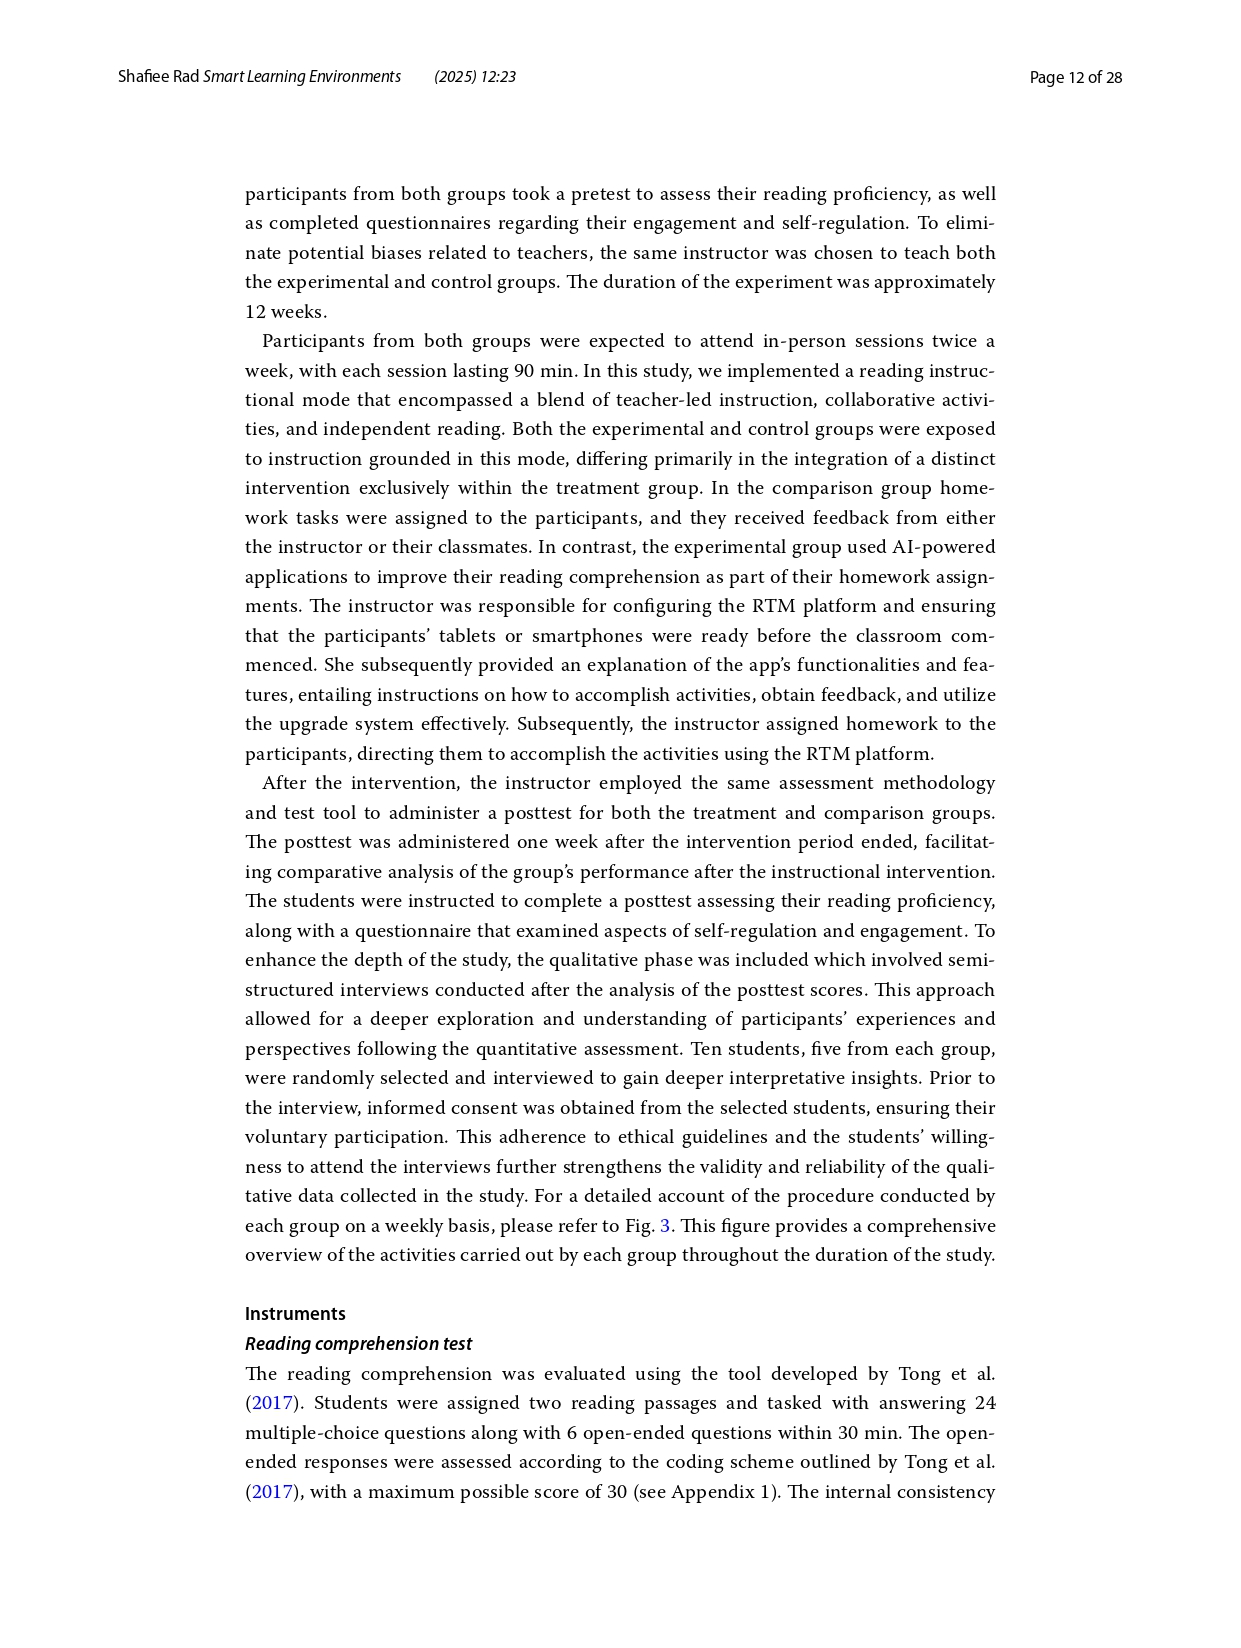 Shafiee Rad Smart Learning Environments (2025) 12:23
Page 12 of 28
participants from both groups took a pretest to assess their reading proficiency, as well
as completed questionnaires regarding their engagement and self-regulation. To elimi-
nate potential biases related to teachers, the same instructor was chosen to teach both
the experimental and control groups. The duration of the experiment was approximately
12 weeks.
Participants from both groups were expected to attend in-person sessions twice a
week, with each session lasting 90 min. In this study, we implemented a reading instruc-
tional mode that encompassed a blend of teacher-led instruction, collaborative activi-
ties, and independent reading. Both the experimental and control groups were exposed
to instruction grounded in this mode, differing primarily in the integration of a distinct
intervention exclusively within the treatment group. In the comparison group home-
work tasks were assigned to the participants, and they received feedback from either
the instructor or their classmates. In contrast, the experimental group used AI-powered
applications to improve their reading comprehension as part of their homework assign-
ments. The instructor was responsible for configuring the RTM platform and ensuring
that the participants’ tablets or smartphones were ready before the classroom com-
menced. She subsequently provided an explanation of the app’s functionalities and fea-
tures, entailing instructions on how to accomplish activities, obtain feedback, and utilize
the upgrade system effectively. Subsequently, the instructor assigned homework to the
participants, directing them to accomplish the activities using the RTM platform.
After the intervention, the instructor employed the same assessment methodology
and test tool to administer a posttest for both the treatment and comparison groups.
The posttest was administered one week after the intervention period ended, facilitat-
ing comparative analysis of the group’s performance after the instructional intervention.
The students were instructed to complete a posttest assessing their reading proficiency,
along with a questionnaire that examined aspects of self-regulation and engagement. To
enhance the depth of the study, the qualitative phase was included which involved semi-
structured interviews conducted after the analysis of the posttest scores. This approach
allowed for a deeper exploration and understanding of participants’ experiences and
perspectives following the quantitative assessment. Ten students, five from each group,
were randomly selected and interviewed to gain deeper interpretative insights. Prior to
the interview, informed consent was obtained from the selected students, ensuring their
voluntary participation. This adherence to ethical guidelines and the students’ willing-
ness to attend the interviews further strengthens the validity and reliability of the quali-
tative data collected in the study. For a detailed account of the procedure conducted by
each group on a weekly basis, please refer to Fig. 3. This figure provides a comprehensive
overview of the activities carried out by each group throughout the duration of the study.
Instruments
Reading comprehension test
The reading comprehension was evaluated using the tool developed by Tong et al.
(2017). Students were assigned two reading passages and tasked with answering 24
multiple-choice questions along with 6 open-ended questions within 30 min. The open-
ended responses were assessed according to the coding scheme outlined by Tong et al.
(2017), with a maximum possible score of 30 (see Appendix 1). The internal consistency